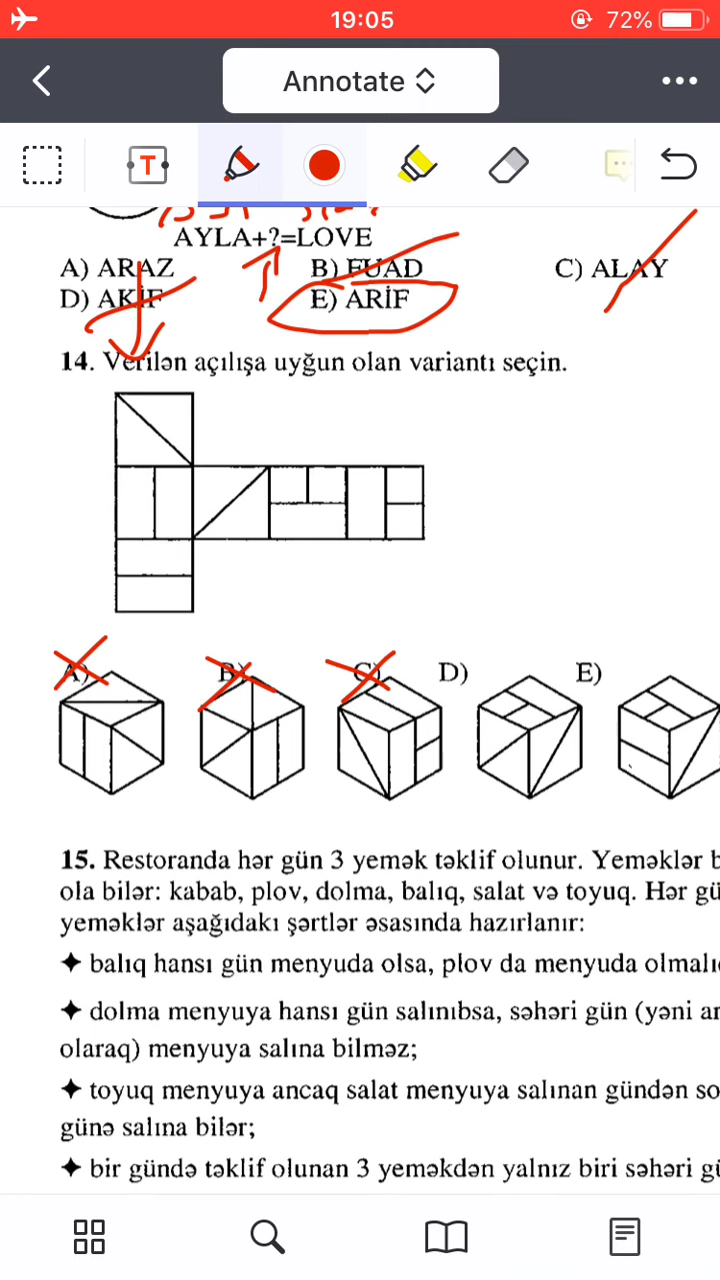 19:05
72%
Annotate
T
AYLA+?=LOVE
A) ARAZ B) FUAD C) ALAY
D) AKİF E) ARİF
14. Verilən açılışa uyğun olan variantı seçin.
A) B) C) D) E)
15. Restoranda hər gün 3 yemək təklif olunur. Yeməklər b
ola bilər: kabab, plov, dolma, balıq, salat və toyuq. Hər gü
yeməklər aşağıdakı şərtlər əsasında hazırlanır:
✦ balıq hansı gün menyuda olsa, plov da menyuda olmalı
✦ dolma menyuya hansı gün salınıbsa, səhəri gün (yəni ar
olaraq) menyuya salına bilməz;
✦ toyuq menyuya ancaq salat menyuya salınan gündən so
günə salına bilər;
✦ bir gündə təklif olunan 3 yeməkdən yalnız biri səhəri gü